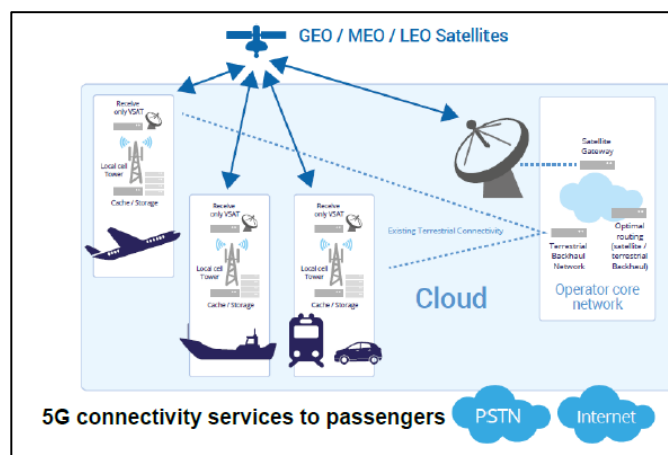 GEO / MEO / LEO Satellites
Receive
only VSAT
Local cell
Tower
Cache / Storage
Receive
only VSAT
Local cell
Tower
Cache / Storage
Receive
only VSAT
Local cell
Tower
Cache / Storage
Existing Terrestrial Connectivity
Cloud
Satellite
Gateway
Terrestrial
Backhaul
Network
Optimal
routing
(satellite /
terrestrial
Backhaul)
Operator core
network
5G connectivity services to passengers
PSTN
Internet